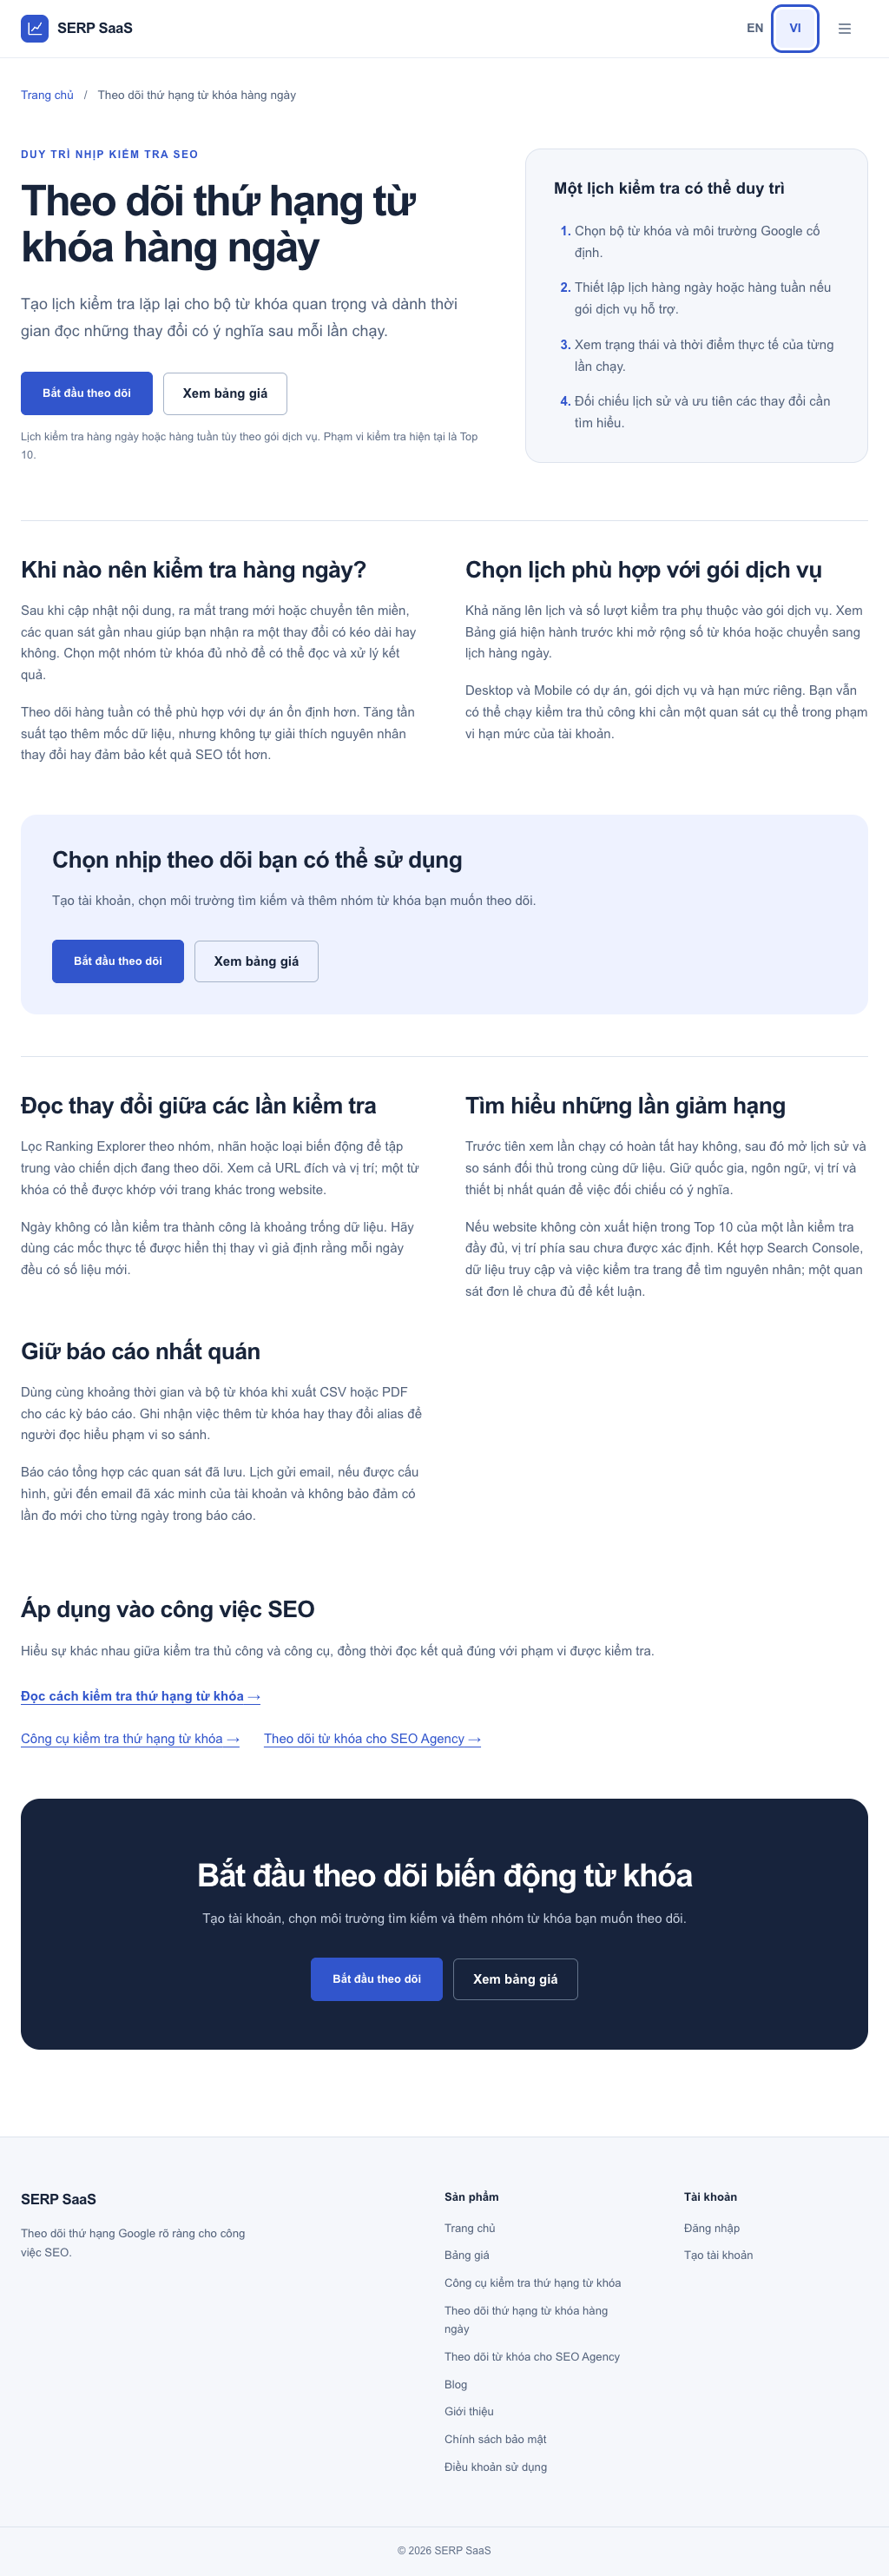 SERP SaaS
EN
VI
Trang chủ / Theo dõi thứ hạng từ khóa hàng ngày
DUY TRÌ NHỊP KIỂM TRA SEO
Theo dõi thứ hạng từ
khóa hàng ngày
Tạo lịch kiểm tra lặp lại cho bộ từ khóa quan trọng và dành thời
gian đọc những thay đổi có ý nghĩa sau mỗi lần chạy.
Bắt đầu theo dõi
Xem bảng giá
Lịch kiểm tra hàng ngày hoặc hàng tuần tùy theo gói dịch vụ. Phạm vi kiểm tra hiện tại là Top
10.
Một lịch kiểm tra có thể duy trì
1. Chọn bộ từ khóa và môi trường Google cố
định.
2. Thiết lập lịch hàng ngày hoặc hàng tuần nếu
gói dịch vụ hỗ trợ.
3. Xem trạng thái và thời điểm thực tế của từng
lần chạy.
4. Đối chiếu lịch sử và ưu tiên các thay đổi cần
tìm hiểu.
Khi nào nên kiểm tra hàng ngày?
Sau khi cập nhật nội dung, ra mắt trang mới hoặc chuyển tên miền,
các quan sát gần nhau giúp bạn nhận ra một thay đổi có kéo dài hay
không. Chọn một nhóm từ khóa đủ nhỏ để có thể đọc và xử lý kết
quả.
Theo dõi hàng tuần có thể phù hợp với dự án ổn định hơn. Tăng tần
suất tạo thêm mốc dữ liệu, nhưng không tự giải thích nguyên nhân
thay đổi hay đảm bảo kết quả SEO tốt hơn.
Chọn lịch phù hợp với gói dịch vụ
Khả năng lên lịch và số lượt kiểm tra phụ thuộc vào gói dịch vụ. Xem
Bảng giá hiện hành trước khi mở rộng số từ khóa hoặc chuyển sang
lịch hàng ngày.
Desktop và Mobile có dự án, gói dịch vụ và hạn mức riêng. Bạn vẫn
có thể chạy kiểm tra thủ công khi cần một quan sát cụ thể trong phạm
vi hạn mức của tài khoản.
Chọn nhịp theo dõi bạn có thể sử dụng
Tạo tài khoản, chọn môi trường tìm kiếm và thêm nhóm từ khóa bạn muốn theo dõi.
Bắt đầu theo dõi
Xem bảng giá
Đọc thay đổi giữa các lần kiểm tra
Lọc Ranking Explorer theo nhóm, nhãn hoặc loại biến động để tập
trung vào chiến dịch đang theo dõi. Xem cả URL đích và vị trí; một từ
khóa có thể được khớp với trang khác trong website.
Ngày không có lần kiểm tra thành công là khoảng trống dữ liệu. Hãy
dùng các mốc thực tế được hiển thị thay vì giả định rằng mỗi ngày
đều có số liệu mới.
Tìm hiểu những lần giảm hạng
Trước tiên xem lần chạy có hoàn tất hay không, sau đó mở lịch sử và
so sánh đối thủ trong cùng dữ liệu. Giữ quốc gia, ngôn ngữ, vị trí và
thiết bị nhất quán để việc đối chiếu có ý nghĩa.
Nếu website không còn xuất hiện trong Top 10 của một lần kiểm tra
đầy đủ, vị trí phía sau chưa được xác định. Kết hợp Search Console,
dữ liệu truy cập và việc kiểm tra trang để tìm nguyên nhân; một quan
sát đơn lẻ chưa đủ để kết luận.
Giữ báo cáo nhất quán
Dùng cùng khoảng thời gian và bộ từ khóa khi xuất CSV hoặc PDF
cho các kỳ báo cáo. Ghi nhận việc thêm từ khóa hay thay đổi alias để
người đọc hiểu phạm vi so sánh.
Báo cáo tổng hợp các quan sát đã lưu. Lịch gửi email, nếu được cấu
hình, gửi đến email đã xác minh của tài khoản và không bảo đảm có
lần đo mới cho từng ngày trong báo cáo.
Áp dụng vào công việc SEO
Hiểu sự khác nhau giữa kiểm tra thủ công và công cụ, đồng thời đọc kết quả đúng với phạm vi được kiểm tra.
Đọc cách kiểm tra thứ hạng từ khóa →
Công cụ kiểm tra thứ hạng từ khóa →
Theo dõi từ khóa cho SEO Agency →
Bắt đầu theo dõi biến động từ khóa
Tạo tài khoản, chọn môi trường tìm kiếm và thêm nhóm từ khóa bạn muốn theo dõi.
Bắt đầu theo dõi
Xem bảng giá
SERP SaaS
Theo dõi thứ hạng Google rõ ràng cho công
việc SEO.
Sản phẩm
Trang chủ
Bảng giá
Công cụ kiểm tra thứ hạng từ khóa
Theo dõi thứ hạng từ khóa hàng
ngày
Theo dõi từ khóa cho SEO Agency
Blog
Giới thiệu
Chính sách bảo mật
Điều khoản sử dụng
Tài khoản
Đăng nhập
Tạo tài khoản
© 2026 SERP SaaS